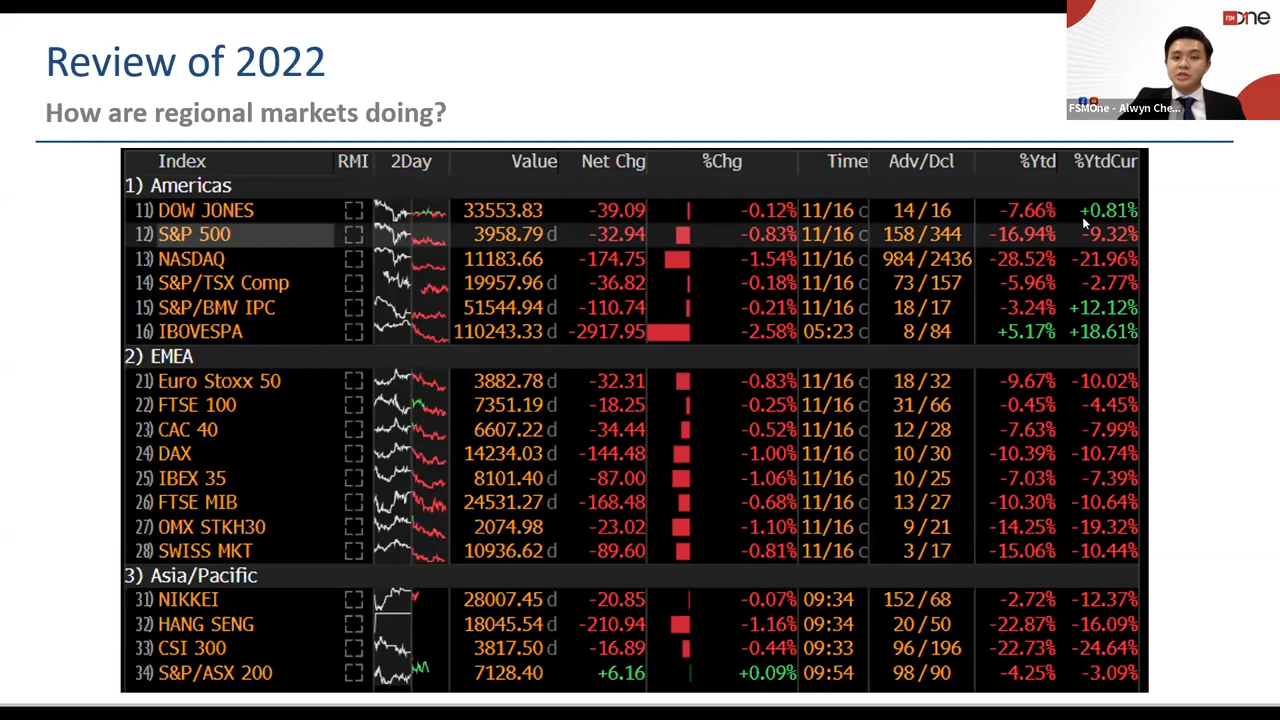 Review of 2022
How are regional markets doing?
FSM One
FSMOne - Alwyn Che...
Index RMI 2Day Value Net Chg %Chg Time Adv/Dcl %Ytd %YtdCur
1) Americas
11) DOW JONES 33553.83 -39.09 -0.12% 11/16 c 14 / 16 -7.66% +0.81%
12) S&P 500 3958.79 d -32.94 -0.83% 11/16 c 158 / 344 -16.94% -9.32%
13) NASDAQ 11183.66 -174.75 -1.54% 11/16 c 984 / 2436 -28.52% -21.96%
14) S&P/TSX Comp 19957.96 d -36.82 -0.18% 11/16 c 73 / 157 -5.96% -2.77%
15) S&P/BMV IPC 51544.94 d -110.74 -0.21% 11/16 c 18 / 17 -3.24% +12.12%
16) IBOVESPA 110243.33 d -2917.95 -2.58% 05:23 c 8 / 84 +5.17% +18.61%
2) EMEA
21) Euro Stoxx 50 3882.78 d -32.31 -0.83% 11/16 c 18 / 32 -9.67% -10.02%
22) FTSE 100 7351.19 d -18.25 -0.25% 11/16 c 31 / 66 -0.45% -4.45%
23) CAC 40 6607.22 d -34.44 -0.52% 11/16 c 12 / 28 -7.63% -7.99%
24) DAX 14234.03 d -144.48 -1.00% 11/16 c 10 / 30 -10.39% -10.74%
25) IBEX 35 8101.40 d -87.00 -1.06% 11/16 c 10 / 25 -7.03% -7.39%
26) FTSE MIB 24531.27 d -168.48 -0.68% 11/16 c 13 / 27 -10.30% -10.64%
27) OMX STKH30 2074.98 -23.02 -1.10% 11/16 c 9 / 21 -14.25% -19.32%
28) SWISS MKT 10936.62 d -89.60 -0.81% 11/16 c 3 / 17 -15.06% -10.44%
3) Asia/Pacific
31) NIKKEI 28007.45 d -20.85 -0.07% 09:34 152 / 68 -2.72% -12.37%
32) HANG SENG 18045.54 d -210.94 -1.16% 09:34 20 / 50 -22.87% -16.09%
33) CSI 300 3817.50 d -16.89 -0.44% 09:33 96 / 196 -22.73% -24.64%
34) S&P/ASX 200 7128.40 +6.16 +0.09% 09:54 98 / 90 -4.25% -3.09%